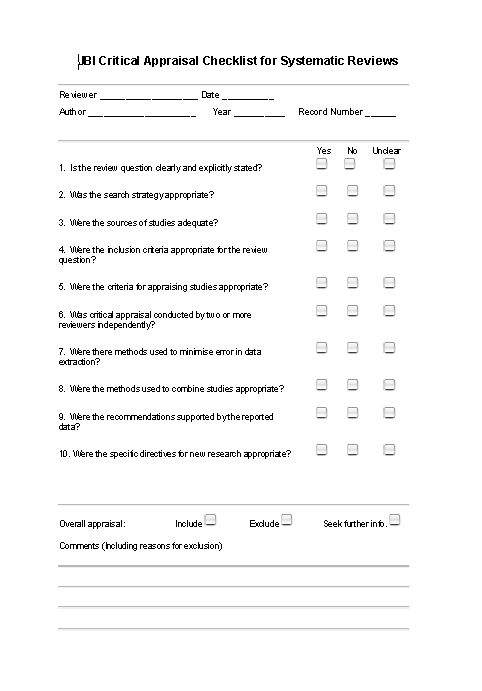 JBI Critical Appraisal Checklist for Systematic Reviews
Reviewer ____________________ Date ___________
Author ______________________ Year ___________ Record Number ______
Yes No Unclear
1. Is the review question clearly and explicitly stated?
2. Was the search strategy appropriate?
3. Were the sources of studies adequate?
4. Were the inclusion criteria appropriate for the review
question?
5. Were the criteria for appraising studies appropriate?
6. Was critical appraisal conducted by two or more
reviewers independently?
7. Were there methods used to minimise error in data
extraction?
8. Were the methods used to combine studies appropriate?
9. Were the recommendations supported by the reported
data?
10. Were the specific directives for new research appropriate?
Overall appraisal: Include Exclude Seek further info.
Comments (Including reasons for exclusion)